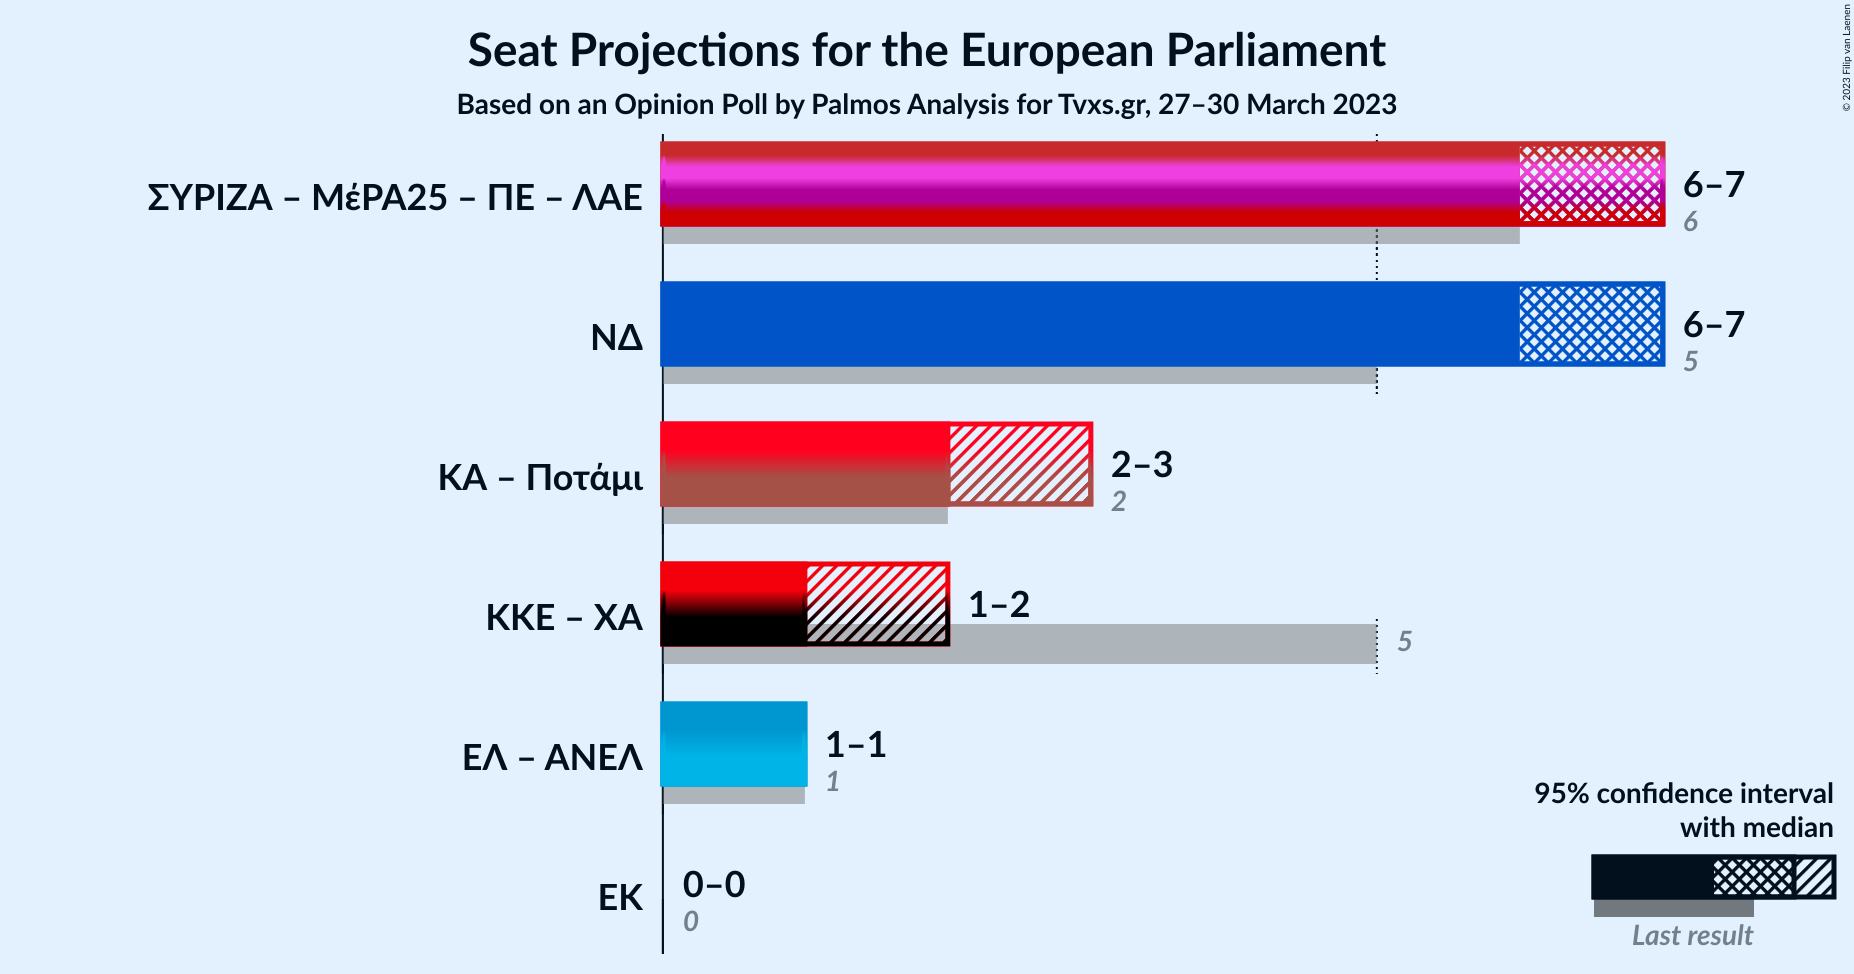 Seat Projections for the European Parliament
Based on an Opinion Poll by Palmos Analysis for Tvxs.gr, 27–30 March 2023
© 2023 Filip van Laenen
ΣΥΡΙΖΑ – ΜέΡΑ25 – ΠΕ – ΛΑΕ
6–7
6
ΝΔ
6–7
5
ΚΑ – Ποτάμι
2–3
2
ΚΚΕ – ΧΑ
1–2
5
ΕΛ – ΑΝΕΛ
1–1
1
ΕΚ
0–0
0
95% confidence interval
with median
Last result